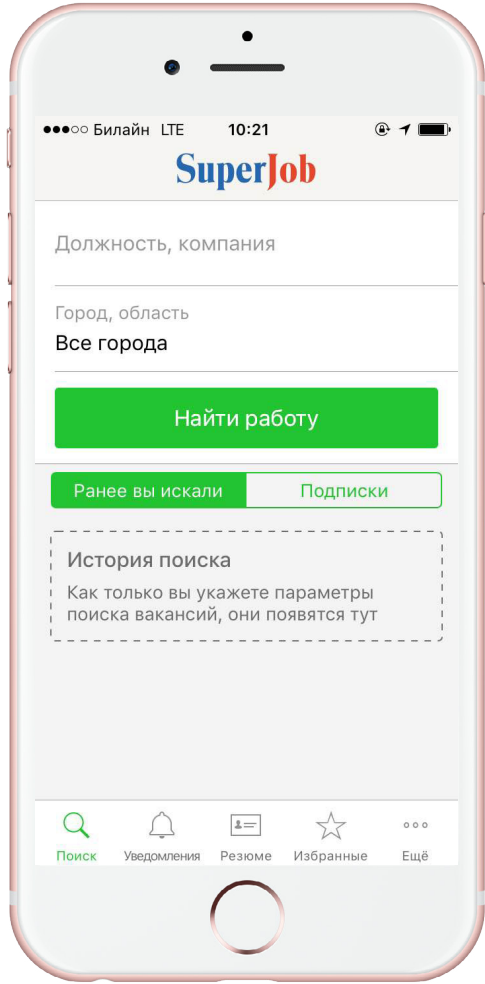 Билайн LTE 10:21
SuperJob
Должность, компания
Город, область
Все города
Найти работу
Ранее вы искали Подписки
История поиска
Как только вы укажете параметры
поиска вакансий, они появятся тут
Поиск Уведомления Резюме Избранные Ещё